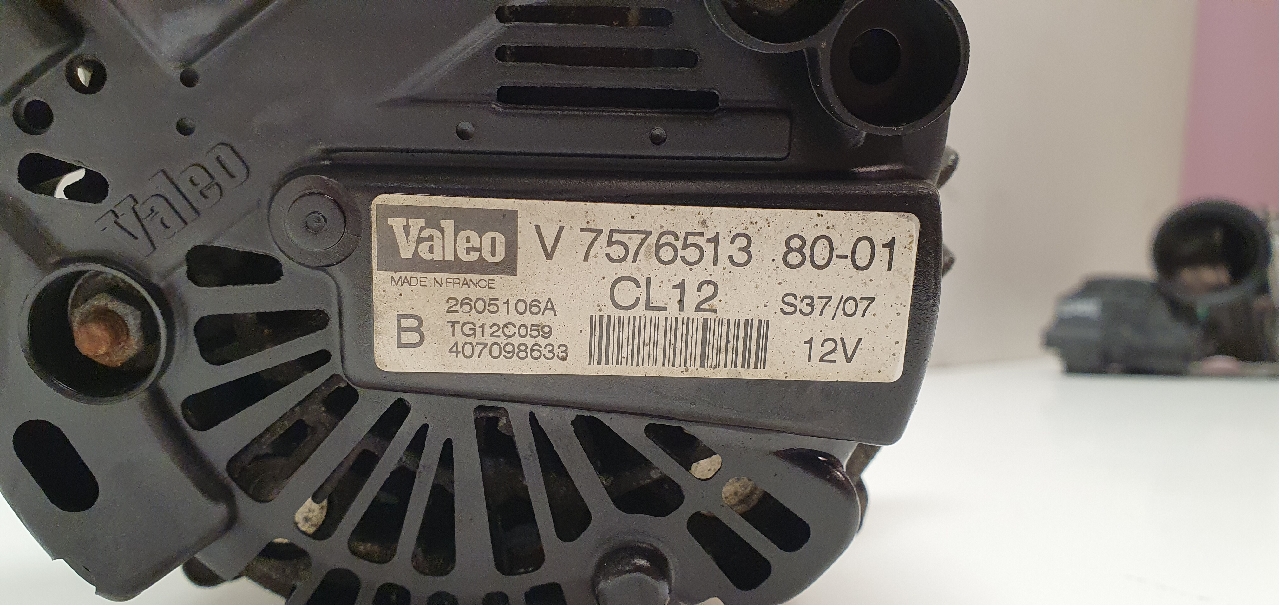 Valeo
Valeo V 7576513 80-01
MADE IN FRANCE
CL12
2605106A
S37/07
B
TG12C059
407098633
12V